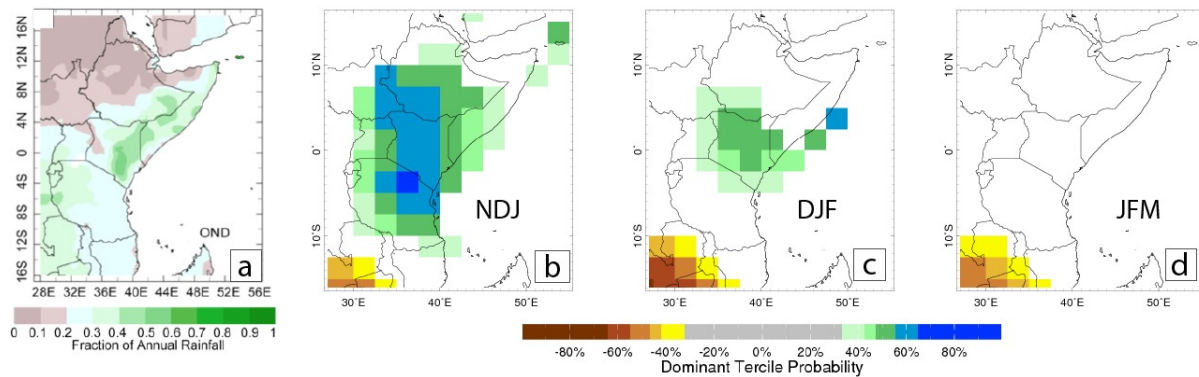 16N
12N
8N
4N
0
4S
8S
12S
16S
OND
a
28E 32E 36E 40E 44E 48E 52E 56E
0 0.1 0.2 0.3 0.4 0.5 0.6 0.7 0.8 0.9 1
Fraction of Annual Rainfall
10°N
0°
10°S
NDJ
b
30°E 40°E 50°E
10°N
0°
10°S
DJF
c
30°E 40°E 50°E
10°N
0°
10°S
JFM
d
30°E 40°E 50°E
-80% -60% -40% -20% 0% 20% 40% 60% 80%
Dominant Tercile Probability